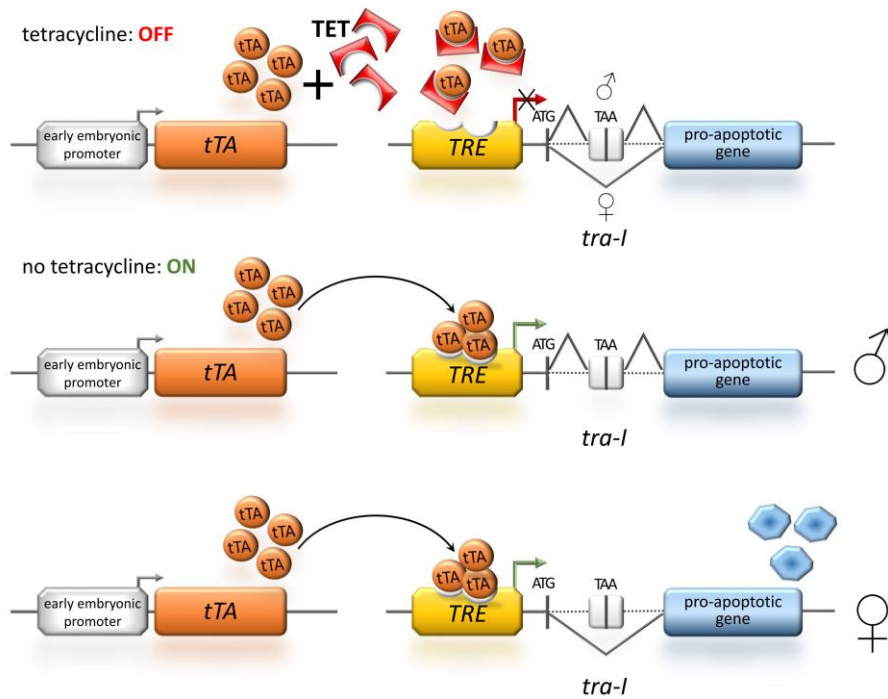 tetracycline: OFF
tTA
tTA
tTA
tTA
+
TET
tTA
tTA
tTA
early embryonic
promoter
tTA
TRE
ATG
♂
TAA
pro-apoptotic
gene
♀
tra-I
no tetracycline: ON
tTA
tTA
tTA
tTA
tTA
tTA
tTA
early embryonic
promoter
tTA
TRE
ATG
TAA
pro-apoptotic
gene
♂
tra-I
tTA
tTA
tTA
tTA
tTA
tTA
tTA
early embryonic
promoter
tTA
TRE
ATG
TAA
pro-apoptotic
gene
♀
tra-I